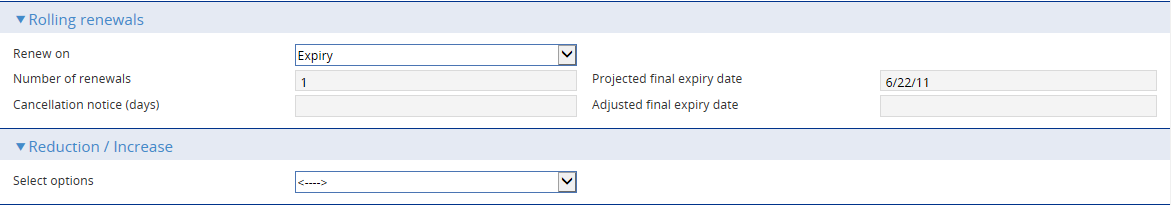 Rolling renewals
Renew on Expiry
Number of renewals 1 Projected final expiry date 6/22/11
Cancellation notice (days) Adjusted final expiry date
Reduction / Increase
Select options <---->